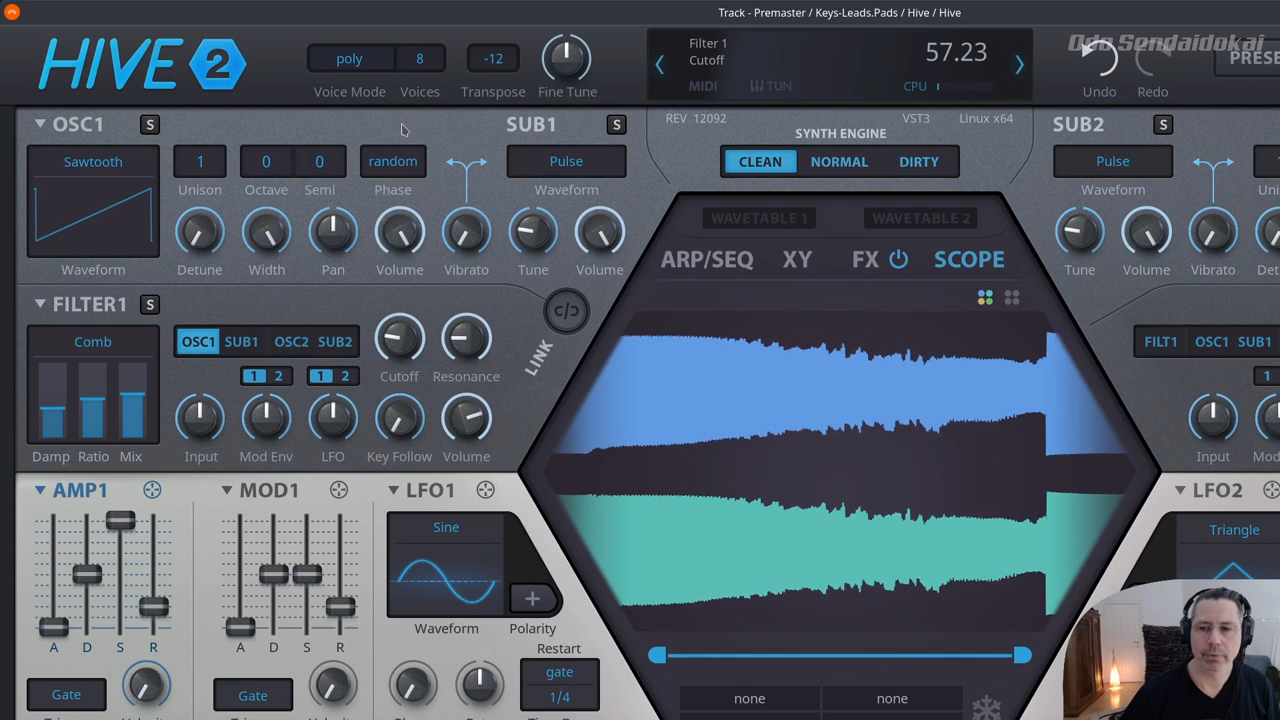 Track - Premaster / Keys-Leads.Pads / Hive / Hive
HIVE 2
poly 8 -12
Voice Mode Voices Transpose Fine Tune
Filter 1
Cutoff
57.23
MIDI TUN CPU
Odo Sendaidokai
Undo Redo
PRESE
OSC1 S
Sawtooth
Waveform
1 0 0 random
Unison Octave Semi Phase
Detune Width Pan Volume Vibrato
SUB1 S
Pulse
Waveform
Tune Volume
REV 12092 VST3 Linux x64
SYNTH ENGINE
CLEAN NORMAL DIRTY
WAVETABLE 1 WAVETABLE 2
ARP/SEQ XY FX SCOPE
SUB2 S
Pulse
Waveform
Uni
Tune Volume Vibrato Det
FILTER1 S
Comb
Damp Ratio Mix
OSC1 SUB1 OSC2 SUB2
1 2 1 2
Cutoff Resonance
Input Mod Env LFO Key Follow Volume
LINK
FILT1 OSC1 SUB1
1
Input Mod
AMP1
A D S R
Gate
MOD1
A D S R
Gate
LFO1
Sine
Waveform Polarity
Restart
gate
1/4
none none
LFO2
Triangle